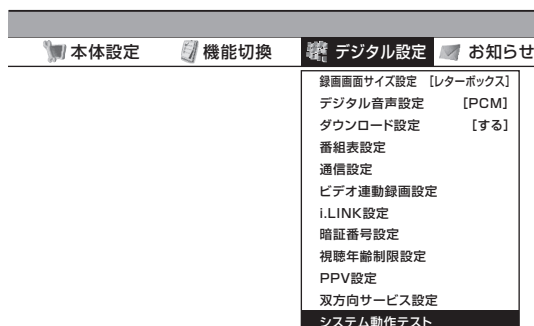 本体設定 機能切換 デジタル設定 お知らせ
録画画面サイズ設定 [レターボックス]
デジタル音声設定 [PCM]
ダウンロード設定 [する]
番組表設定
通信設定
ビデオ連動録画設定
i.LINK設定
暗証番号設定
視聴年齢制限設定
PPV設定
双方向サービス設定
システム動作テスト